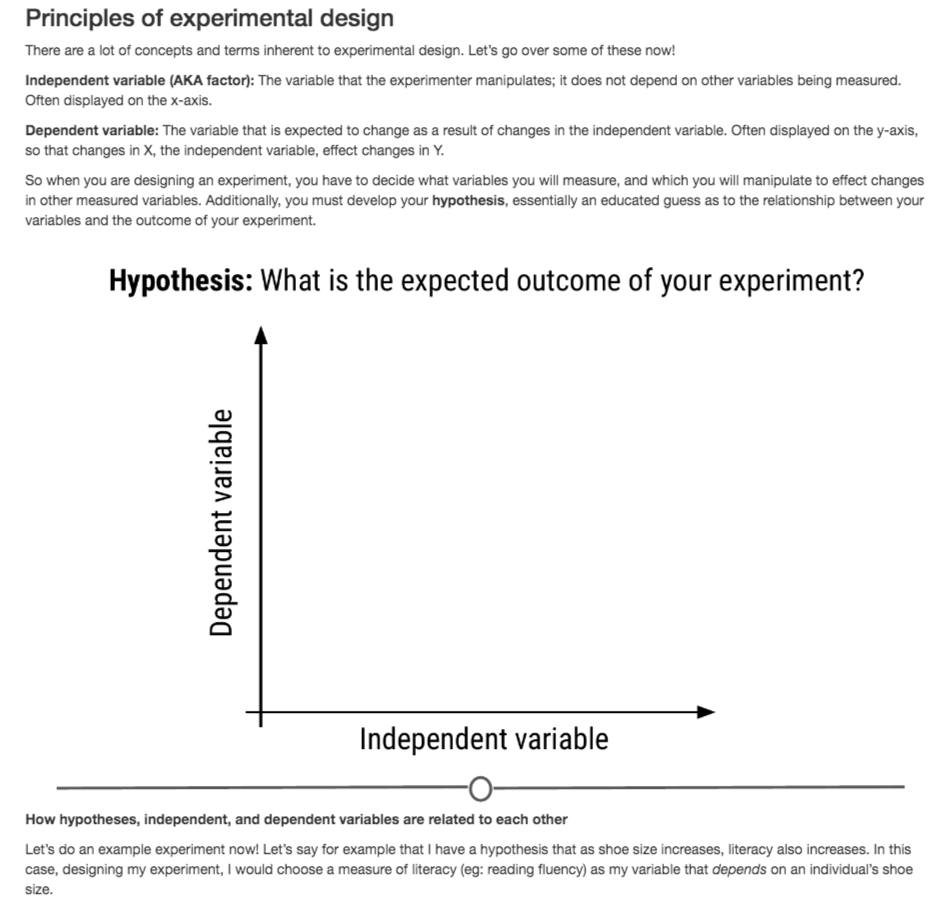 Principles of experimental design
There are a lot of concepts and terms inherent to experimental design. Let's go over some of these now!
Independent variable (AKA factor): The variable that the experimenter manipulates; it does not depend on other variables being measured.
Often displayed on the x-axis.
Dependent variable: The variable that is expected to change as a result of changes in the independent variable. Often displayed on the y-axis,
so that changes in X, the independent variable, effect changes in Y.
So when you are designing an experiment, you have to decide what variables you will measure, and which you will manipulate to effect changes
in other measured variables. Additionally, you must develop your hypothesis, essentially an educated guess as to the relationship between your
variables and the outcome of your experiment.
Hypothesis: What is the expected outcome of your experiment?
Dependent variable
Independent variable
How hypotheses, independent, and dependent variables are related to each other
Let's do an example experiment now! Let's say for example that I have a hypothesis that as shoe size increases, literacy also increases. In this
case, designing my experiment, I would choose a measure of literacy (eg: reading fluency) as my variable that depends on an individual's shoe
size.